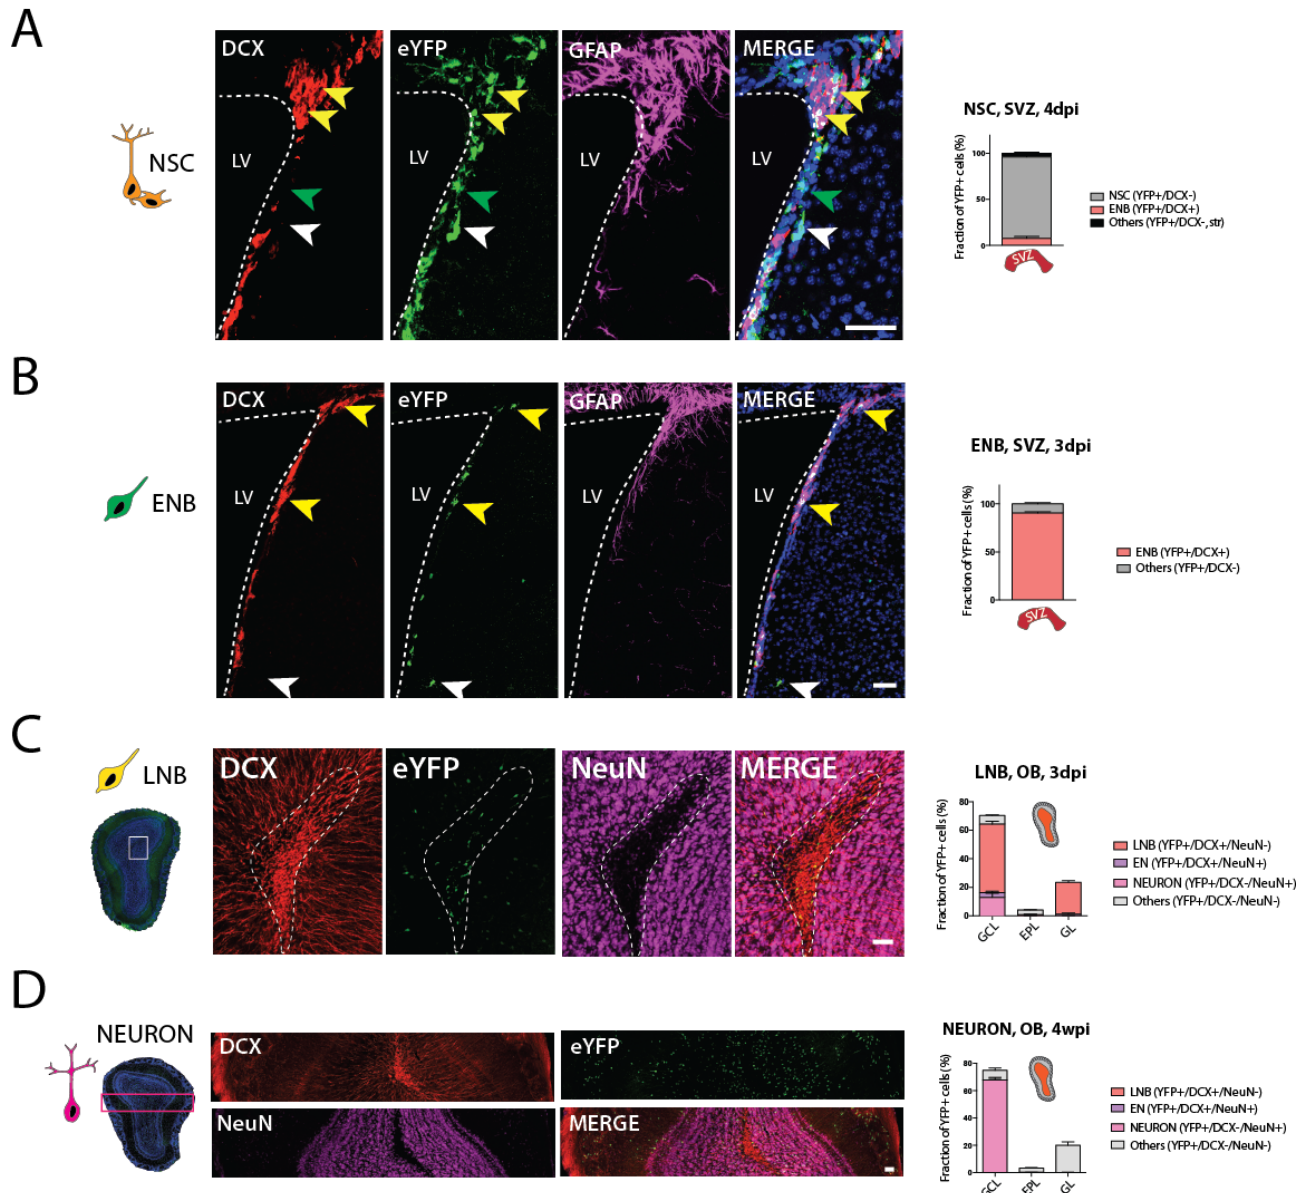 A
DCX
eYFP
GFAP
MERGE
LV
LV
LV
NSC
NSC, SVZ, 4dpi
Fraction of YFP+ cells (%)
100
50
0
SVZ
NSC (YFP+/DCX-)
ENB (YFP+/DCX+)
Others (YFP+/DCX-, str)
B
DCX
eYFP
GFAP
MERGE
LV
LV
LV
ENB
ENB, SVZ, 3dpi
Fraction of YFP+ cells (%)
100
50
0
SVZ
ENB (YFP+/DCX+)
Others (YFP+/DCX-)
C
LNB
DCX
eYFP
NeuN
MERGE
LNB, OB, 3dpi
Fraction of YFP+ cells (%)
80
60
40
20
0
GCL
EPL
GL
LNB (YFP+/DCX+/NeuN-)
EN (YFP+/DCX+/NeuN+)
NEURON (YFP+/DCX-/NeuN+)
Others (YFP+/DCX-/NeuN-)
D
NEURON
DCX
eYFP
NeuN
MERGE
NEURON, OB, 4wpi
Fraction of YFP+ cells (%)
80
60
40
20
0
GCL
EPL
GL
LNB (YFP+/DCX+/NeuN-)
EN (YFP+/DCX+/NeuN+)
NEURON (YFP+/DCX-/NeuN+)
Others (YFP+/DCX-/NeuN-)